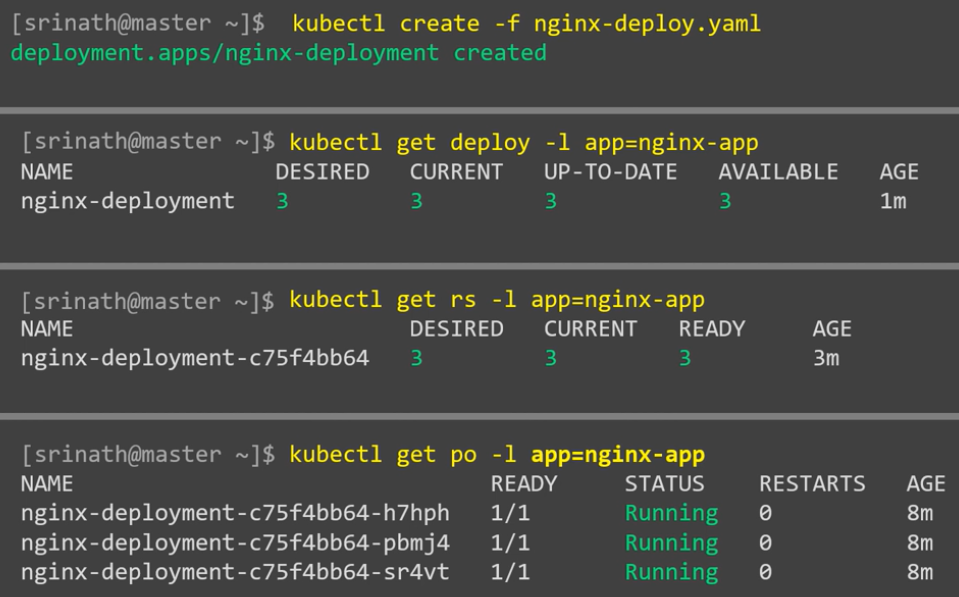 [srinath@master ~]$ kubectl create -f nginx-deploy.yaml
deployment.apps/nginx-deployment created
[srinath@master ~]$ kubectl get deploy -l app=nginx-app
NAME DESIRED CURRENT UP-TO-DATE AVAILABLE AGE
nginx-deployment 3 3 3 3 1m
[srinath@master ~]$ kubectl get rs -l app=nginx-app
NAME DESIRED CURRENT READY AGE
nginx-deployment-c75f4bb64 3 3 3 3m
[srinath@master ~]$ kubectl get po -l app=nginx-app
NAME READY STATUS RESTARTS AGE
nginx-deployment-c75f4bb64-h7hph 1/1 Running 0 8m
nginx-deployment-c75f4bb64-pbmj4 1/1 Running 0 8m
nginx-deployment-c75f4bb64-sr4vt 1/1 Running 0 8m